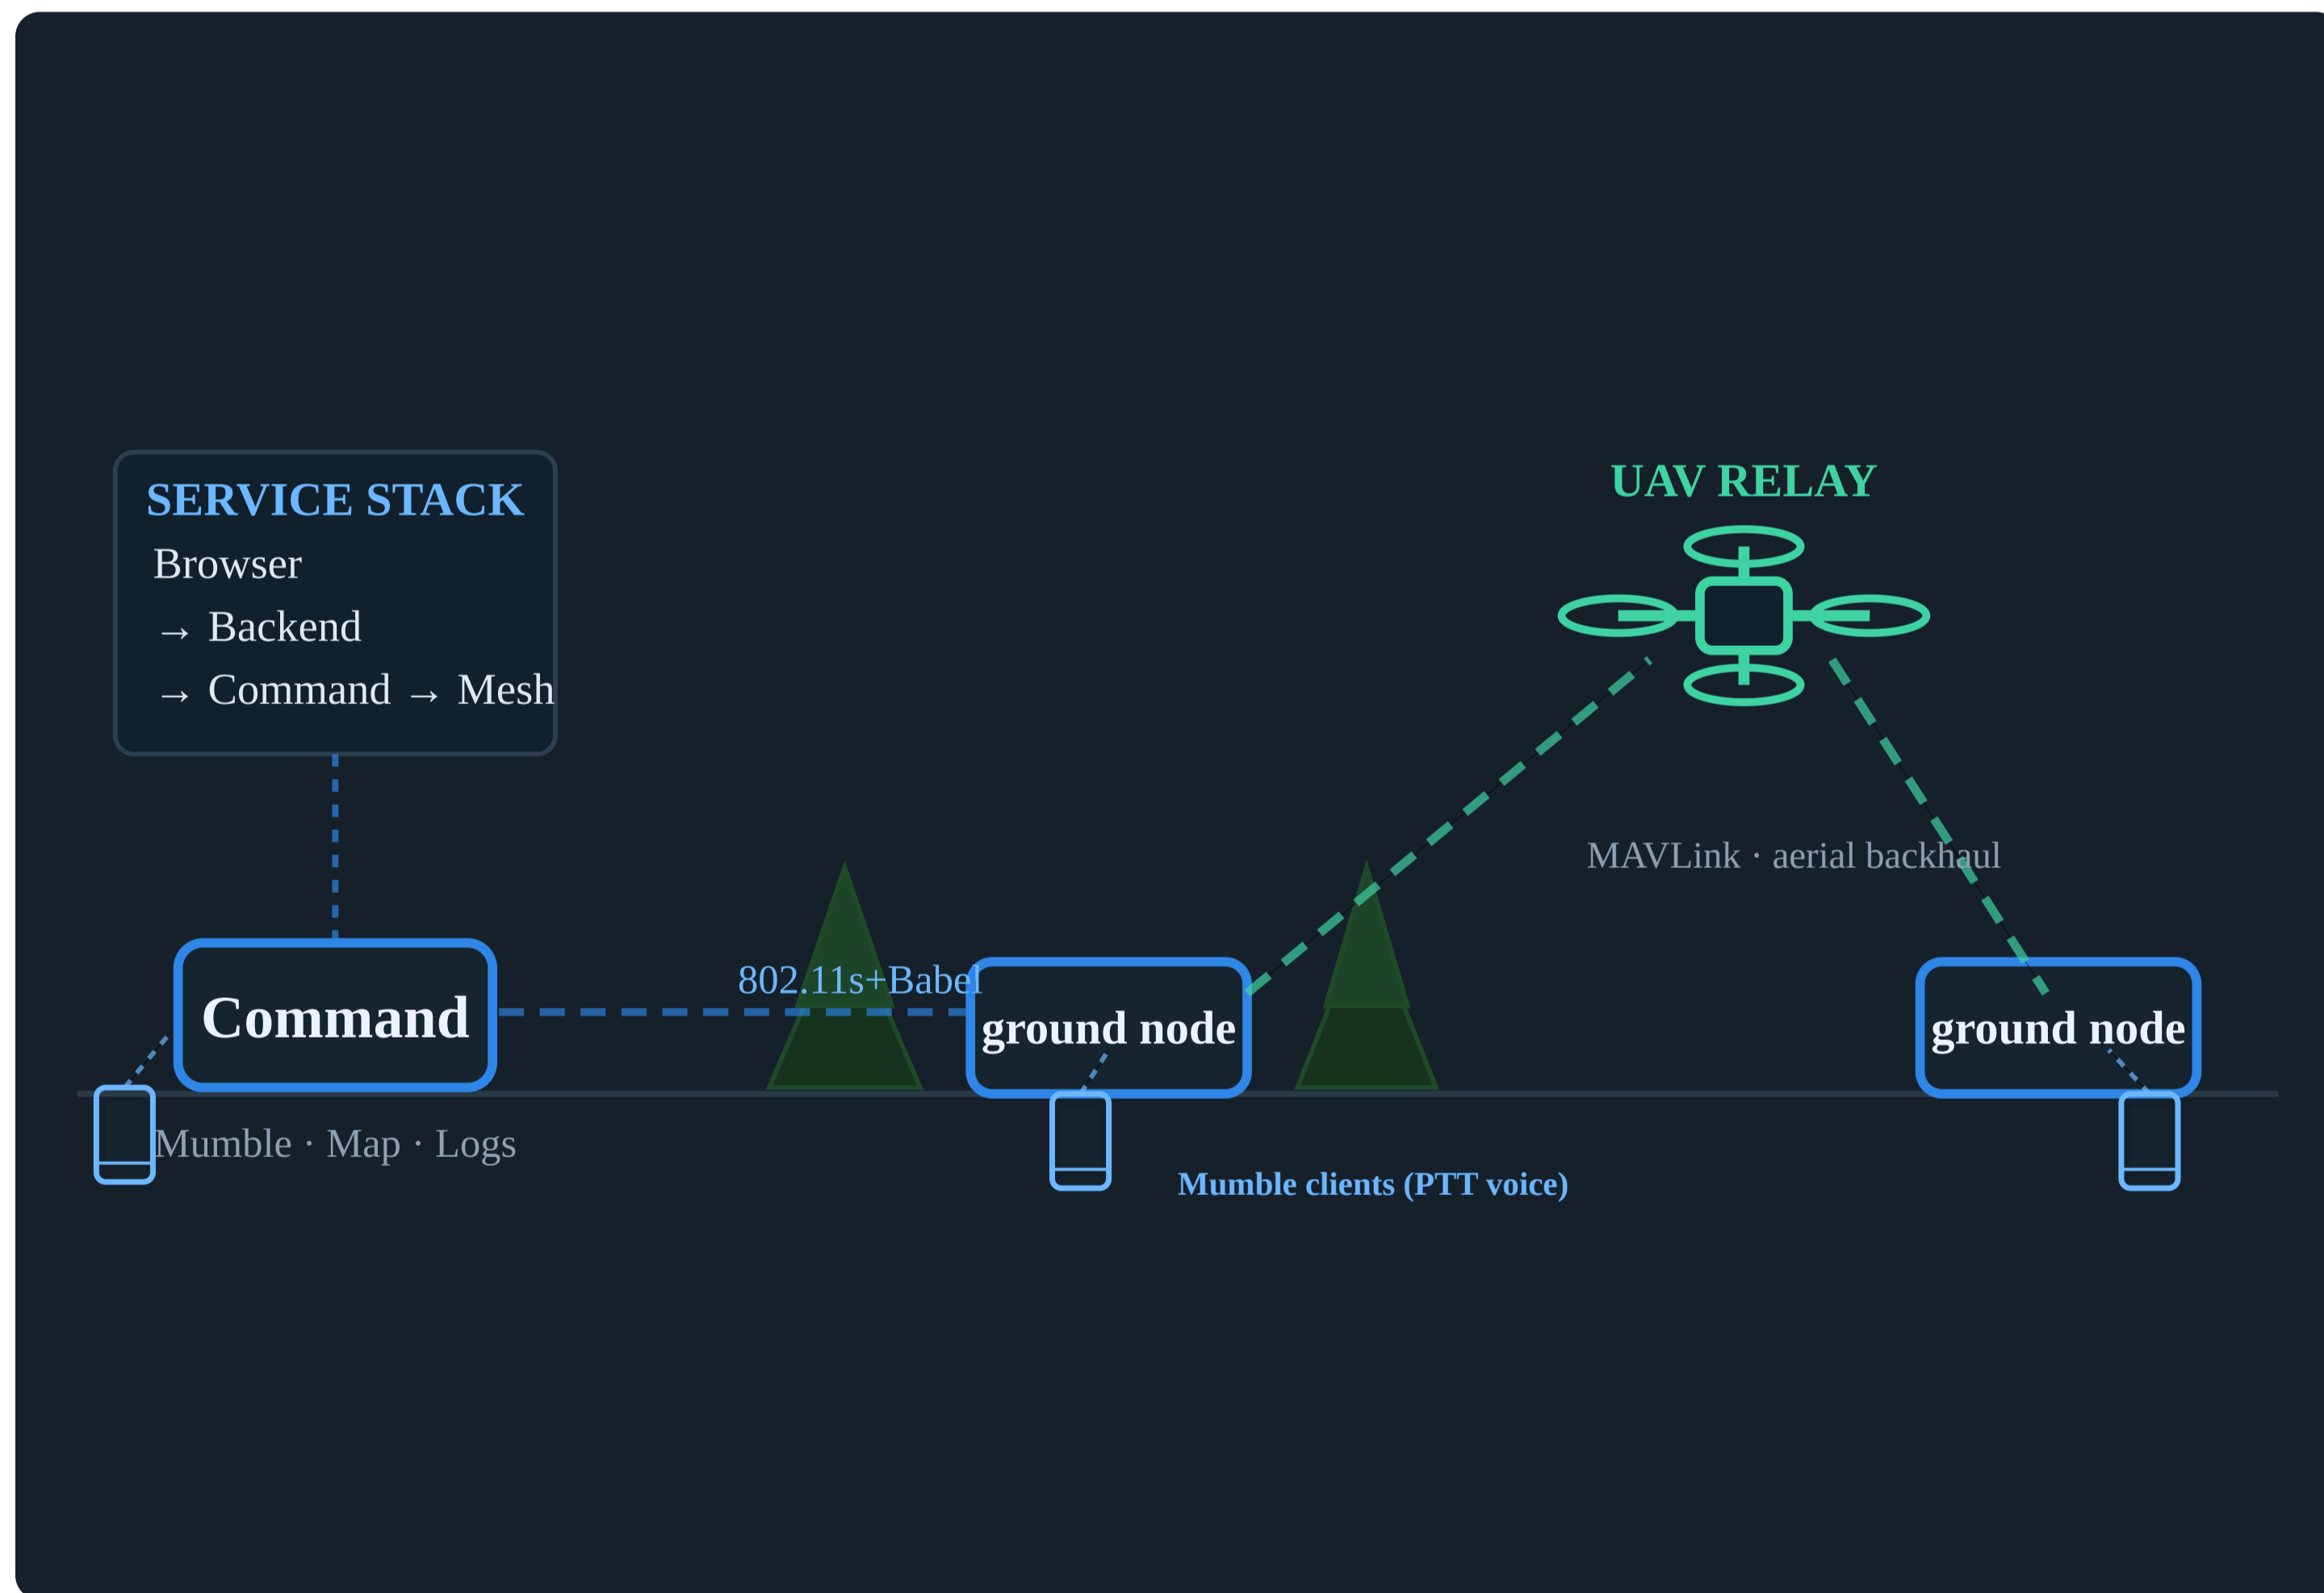 SERVICE STACK
Browser
→ Backend
→ Command → Mesh
UAV RELAY
MAVLink · aerial backhaul
802.11s+Babel
Command
ground node
ground node
Mumble · Map · Logs
Mumble clients (PTT voice)